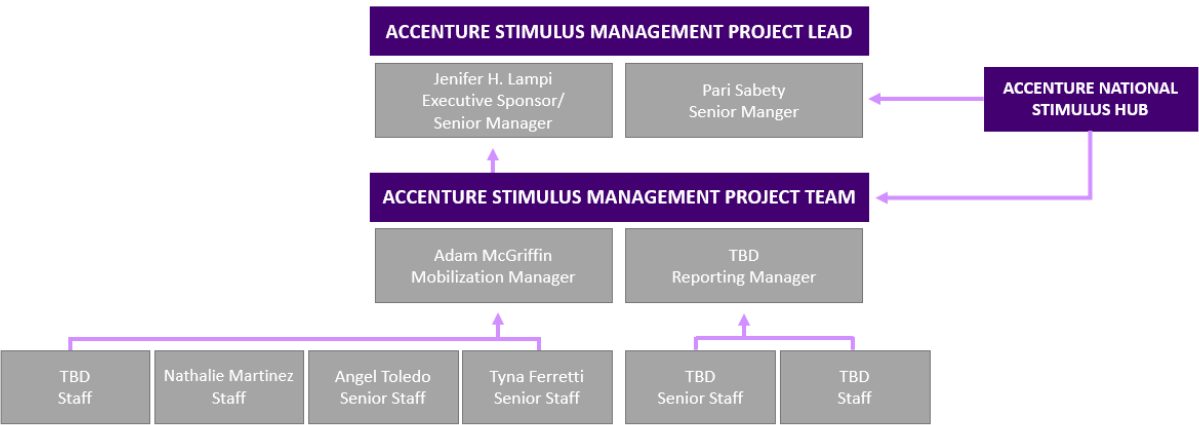 ACCENTURE STIMULUS MANAGEMENT PROJECT LEAD
Jenifer H. Lampi
Executive Sponsor/
Senior Manager
Pari Sabety
Senior Manger
ACCENTURE NATIONAL
STIMULUS HUB
ACCENTURE STIMULUS MANAGEMENT PROJECT TEAM
Adam McGriffin
Mobilization Manager
TBD
Reporting Manager
TBD
Staff
Nathalie Martinez
Staff
Angel Toledo
Senior Staff
Tyna Ferretti
Senior Staff
TBD
Senior Staff
TBD
Staff